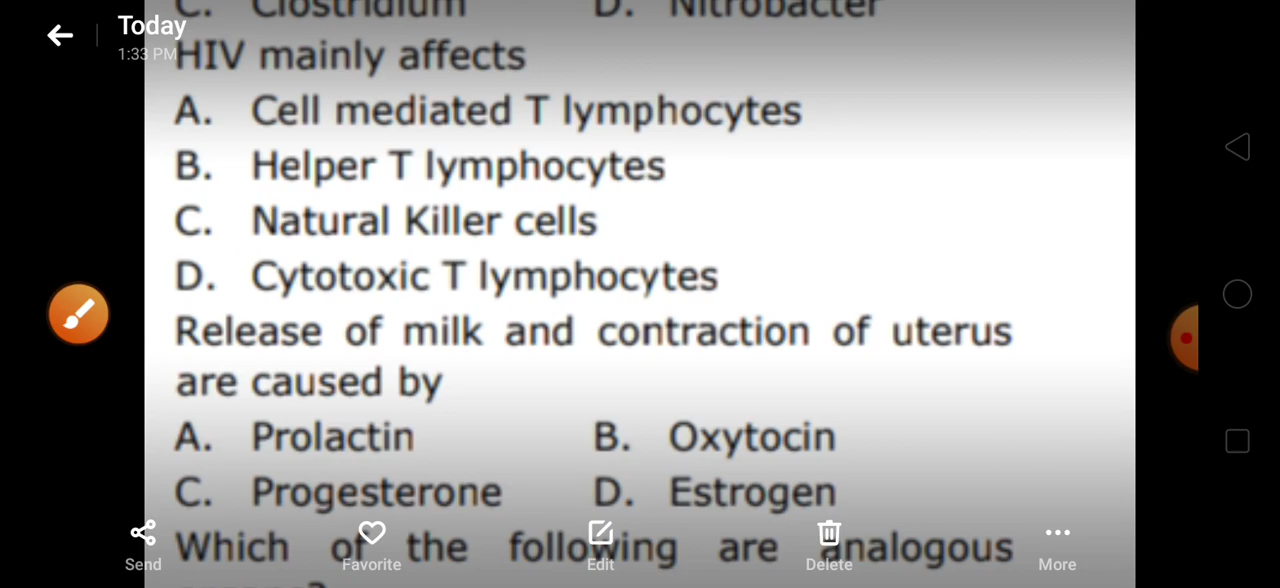 C. Clostridium D. Nitrobacter
Today
1:33 PM
HIV mainly affects
A. Cell mediated T lymphocytes
B. Helper T lymphocytes
C. Natural Killer cells
D. Cytotoxic T lymphocytes
Release of milk and contraction of uterus
are caused by
A. Prolactin B. Oxytocin
C. Progesterone D. Estrogen
Which of the following are analogous
Send Favorite Edit Delete More